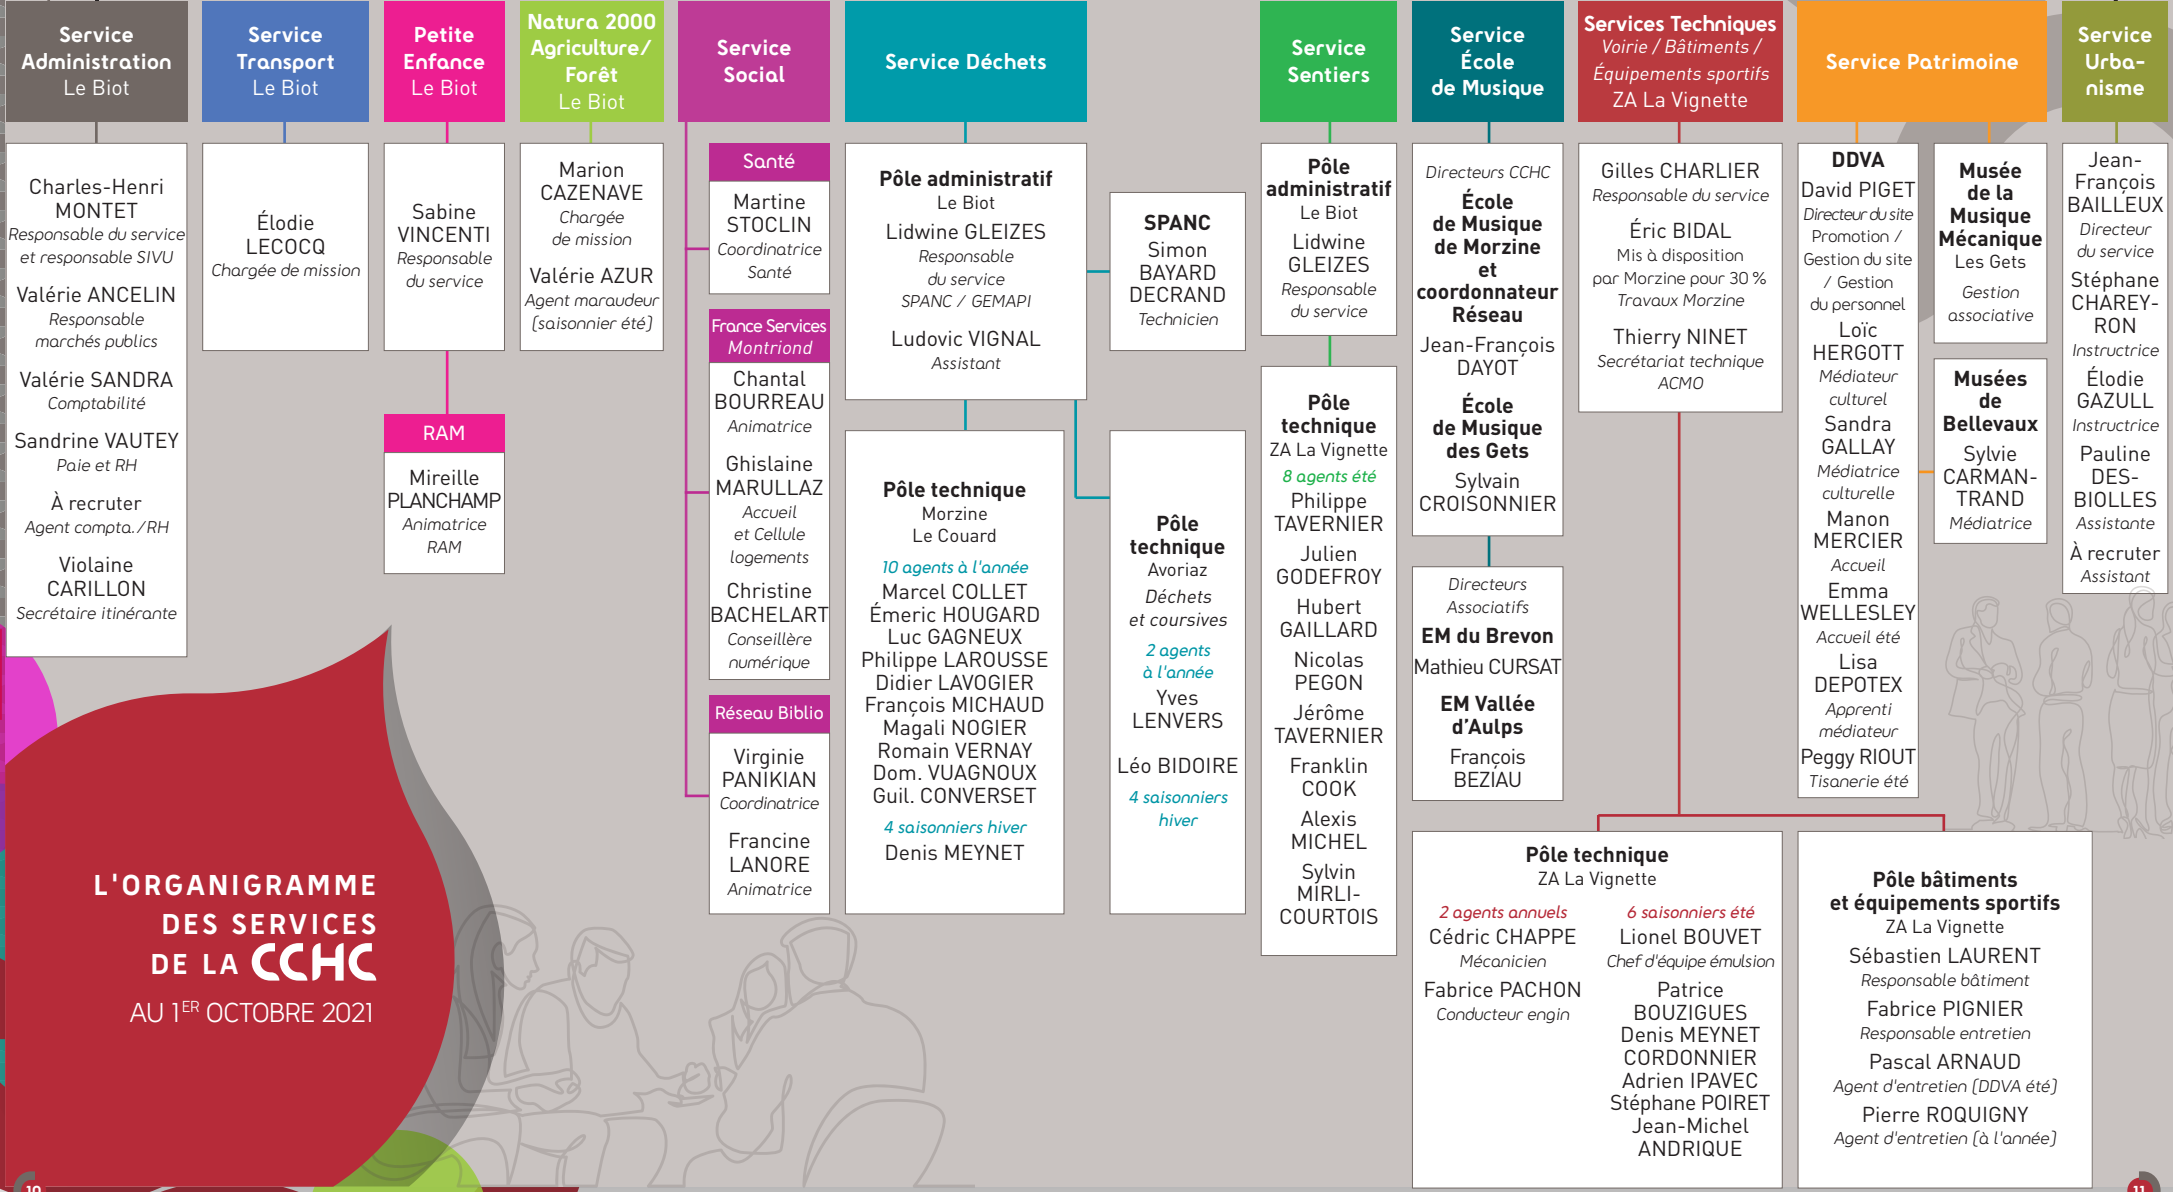 Service
Administration
Le Biot
Charles-Henri
MONTET
Responsable du service
et responsable SIVU
Valérie ANCELIN
Responsable
marchés publics
Valérie SANDRA
Comptabilité
Sandrine VAUTEY
Paie et RH
À recruter
Agent compta./RH
Violaine
CARILLON
Secrétaire itinérante
Service
Transport
Le Biot
Élodie
LECOCQ
Chargée de mission
Petite
Enfance
Le Biot
Sabine
VINCENTI
Responsable
du service
RAM
Mireille
PLANCHAMP
Animatrice
RAM
Natura 2000
Agriculture/
Forêt
Le Biot
Marion
CAZENAVE
Chargée
de mission
Valérie AZUR
Agent maraudeur
(saisonnier été)
Service
Social
Santé
Martine
STOCLIN
Coordinatrice
Santé
France Services
Montriond
Chantal
BOURREAU
Animatrice
Ghislaine
MARULLAZ
Accueil
et Cellule
logements
Christine
BACHELART
Conseillère
numérique
Réseau Biblio
Virginie
PANIKIAN
Coordinatrice
Francine
LANORE
Animatrice
Service Déchets
Pôle administratif
Le Biot
Lidwine GLEIZES
Responsable
du service
SPANC / GEMAPI
Ludovic VIGNAL
Assistant
SPANC
Simon
BAYARD
DECRAND
Technicien
Pôle technique
Morzine
Le Couard
10 agents à l'année
Marcel COLLET
Émeric HOUGARD
Luc GAGNEUX
Philippe LAROUSSE
Didier LAVOGIER
François MICHAUD
Magali NOGIER
Romain VERNAY
Dom. VUAGNOUX
Guil. CONVERSET
4 saisonniers hiver
Denis MEYNET
Pôle
technique
Avoriaz
Déchets
et coursives
2 agents
à l'année
Yves
LENVERS
Léo BIDOIRE
4 saisonniers
hiver
Service
Sentiers
Pôle
administratif
Le Biot
Lidwine
GLEIZES
Responsable
du service
Pôle
technique
ZA La Vignette
8 agents été
Philippe
TAVERNIER
Julien
GODEFROY
Hubert
GAILLARD
Nicolas
PEGON
Jérôme
TAVERNIER
Franklin
COOK
Alexis
MICHEL
Sylvin
MIRLI-
COURTOIS
Service
École
de Musique
Directeurs CCHC
École
de Musique
de Morzine
et
coordonnateur
Réseau
Jean-François
DAYOT
École
de Musique
des Gets
Sylvain
CROISONNIER
Directeurs
Associatifs
EM du Brevon
Mathieu CURSAT
EM Vallée
d'Aulps
François
BEZIAU
Services Techniques
Voirie / Bâtiments /
Équipements sportifs
ZA La Vignette
Gilles CHARLIER
Responsable du service
Éric BIDAL
Mis à disposition
par Morzine pour 30 %
Travaux Morzine
Thierry NINET
Secrétariat technique
ACMO
Pôle technique
ZA La Vignette
2 agents annuels
Cédric CHAPPE
Mécanicien
Fabrice PACHON
Conducteur engin
6 saisonniers été
Lionel BOUVET
Chef d'équipe émulsion
Patrice
BOUZIGUES
Denis MEYNET
CORDONNIER
Adrien IPAVEC
Stéphane POIRET
Jean-Michel
ANDRIQUE
Pôle bâtiments
et équipements sportifs
ZA La Vignette
Sébastien LAURENT
Responsable bâtiment
Fabrice PIGNIER
Responsable entretien
Pascal ARNAUD
Agent d'entretien (DDVA été)
Pierre ROQUIGNY
Agent d'entretien (à l'année)
Service Patrimoine
DDVA
David PIGET
Directeur du site
Promotion /
Gestion du site
/ Gestion
du personnel
Loïc
HERGOTT
Médiateur
culturel
Sandra
GALLAY
Médiatrice
culturelle
Manon
MERCIER
Accueil
Emma
WELLESLEY
Accueil été
Lisa
DEPOTEX
Apprenti
médiateur
Peggy RIOUT
Tisanerie été
Musée
de la
Musique
Mécanique
Les Gets
Gestion
associative
Musées
de
Bellevaux
Sylvie
CARMAN-
TRAND
Médiatrice
Service
Urba-
nisme
Jean-
François
BAILLEUX
Directeur
du service
Stéphane
CHAREY-
RON
Instructrice
Élodie
GAZULL
Instructrice
Pauline
DES-
BIOLLES
Assistante
À recruter
Assistant
L'ORGANIGRAMME
DES SERVICES
DE LA CCHC
AU 1ER OCTOBRE 2021
10
11